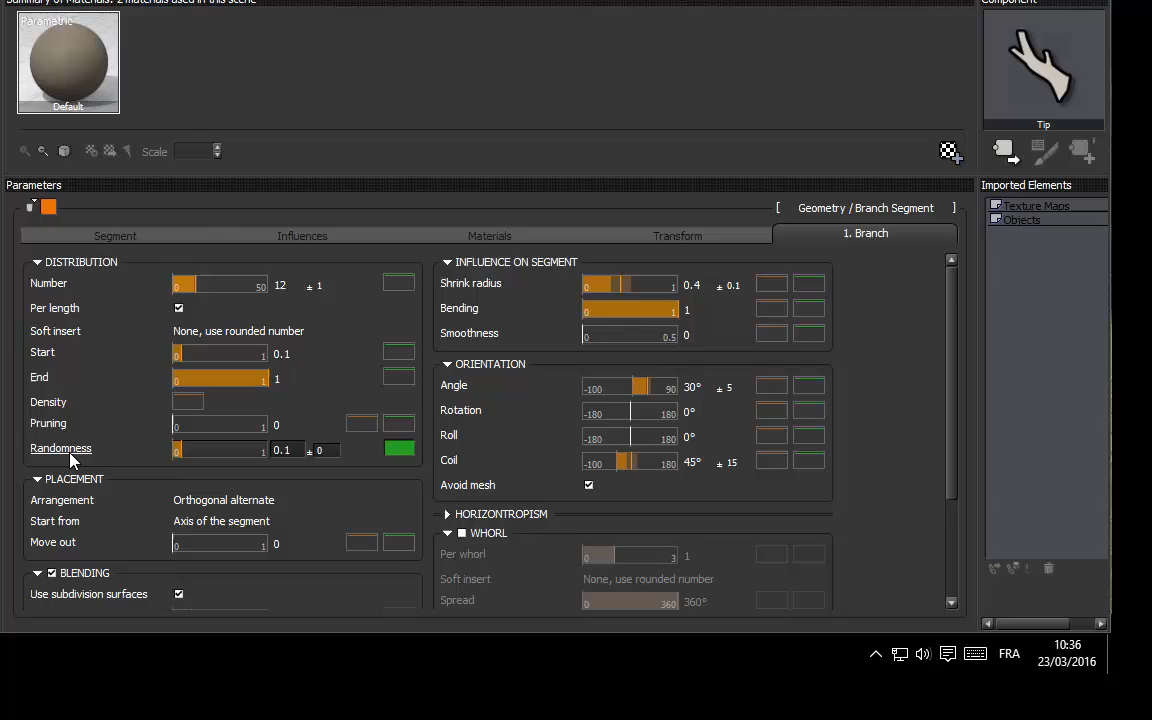 Summary of Materials: 2 materials used in this scene
Component
Parametric
Default
Tip
Scale
Parameters
Imported Elements
[ Geometry / Branch Segment ]
Texture Maps
Objects
Segment
Influences
Materials
Transform
1. Branch
DISTRIBUTION
Number 0 50 12 ± 1
Per length
Soft insert None, use rounded number
Start 0 1 0.1
End 0 1 1
Density
Pruning 0 1 0
Randomness 0 1 0.1 ± 0
PLACEMENT
Arrangement Orthogonal alternate
Start from Axis of the segment
Move out 0 1 0
BLENDING
Use subdivision surfaces
INFLUENCE ON SEGMENT
Shrink radius 0 1 0.4 ± 0.1
Bending 0 1 1
Smoothness 0 0.5 0
ORIENTATION
Angle -100 90 30° ± 5
Rotation -180 180 0°
Roll -180 180 0°
Coil -100 180 45° ± 15
Avoid mesh
HORIZONTROPISM
WHORL
Per whorl 3 1
Soft insert None, use rounded number
Spread 0 360 360°
10:36
FRA
23/03/2016